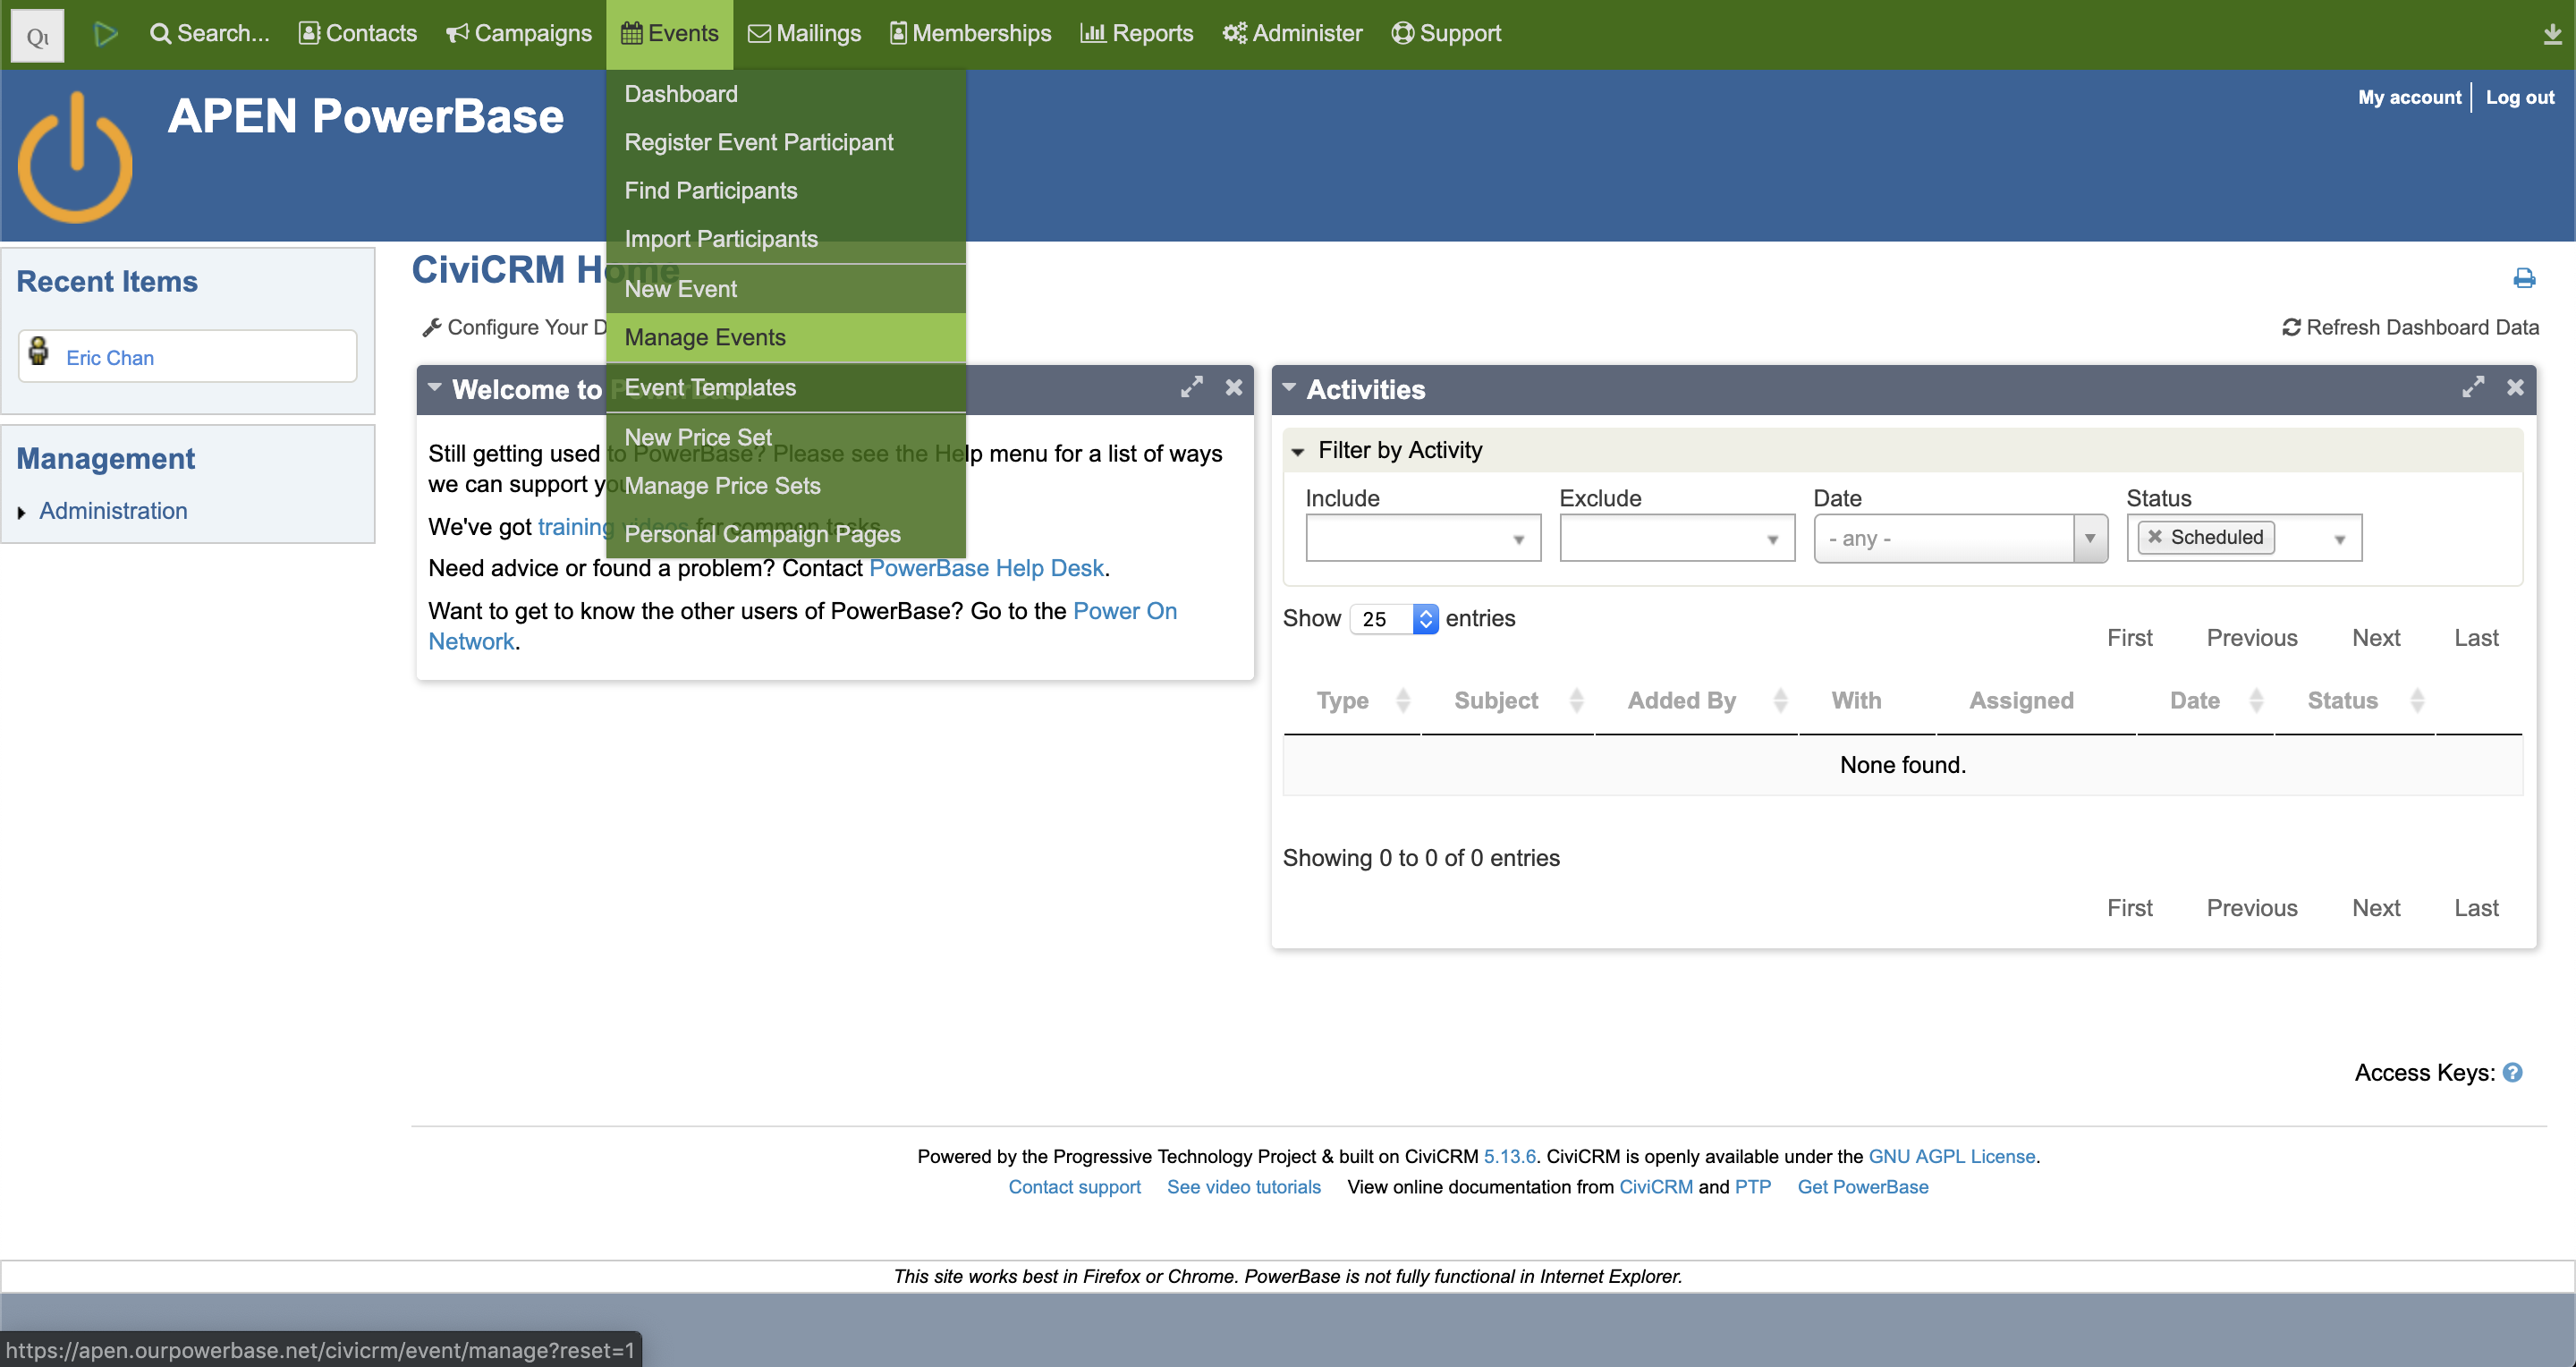 Qu
Search... Contacts Campaigns Events Mailings Memberships Reports Administer Support
APEN PowerBase
My account Log out
Dashboard
Register Event Participant
Find Participants
Import Participants
New Event
Manage Events
Event Templates
New Price Set
Manage Price Sets
Personal Campaign Pages
Recent Items
Eric Chan
Management
Administration
CiviCRM Home
Configure Your D
Refresh Dashboard Data
Welcome to PowerBase
Still getting used to PowerBase? Please see the Help menu for a list of ways
we can support you
We've got training videos for common tasks
Need advice or found a problem? Contact PowerBase Help Desk.
Want to get to know the other users of PowerBase? Go to the Power On
Network.
Activities
Filter by Activity
Include Exclude Date Status
- any - Scheduled
Show 25 entries
First Previous Next Last
Type Subject Added By With Assigned Date Status
None found.
Showing 0 to 0 of 0 entries
First Previous Next Last
Access Keys:
Powered by the Progressive Technology Project & built on CiviCRM 5.13.6. CiviCRM is openly available under the GNU AGPL License.
Contact support See video tutorials View online documentation from CiviCRM and PTP Get PowerBase
This site works best in Firefox or Chrome. PowerBase is not fully functional in Internet Explorer.
https://apen.ourpowerbase.net/civicrm/event/manage?reset=1